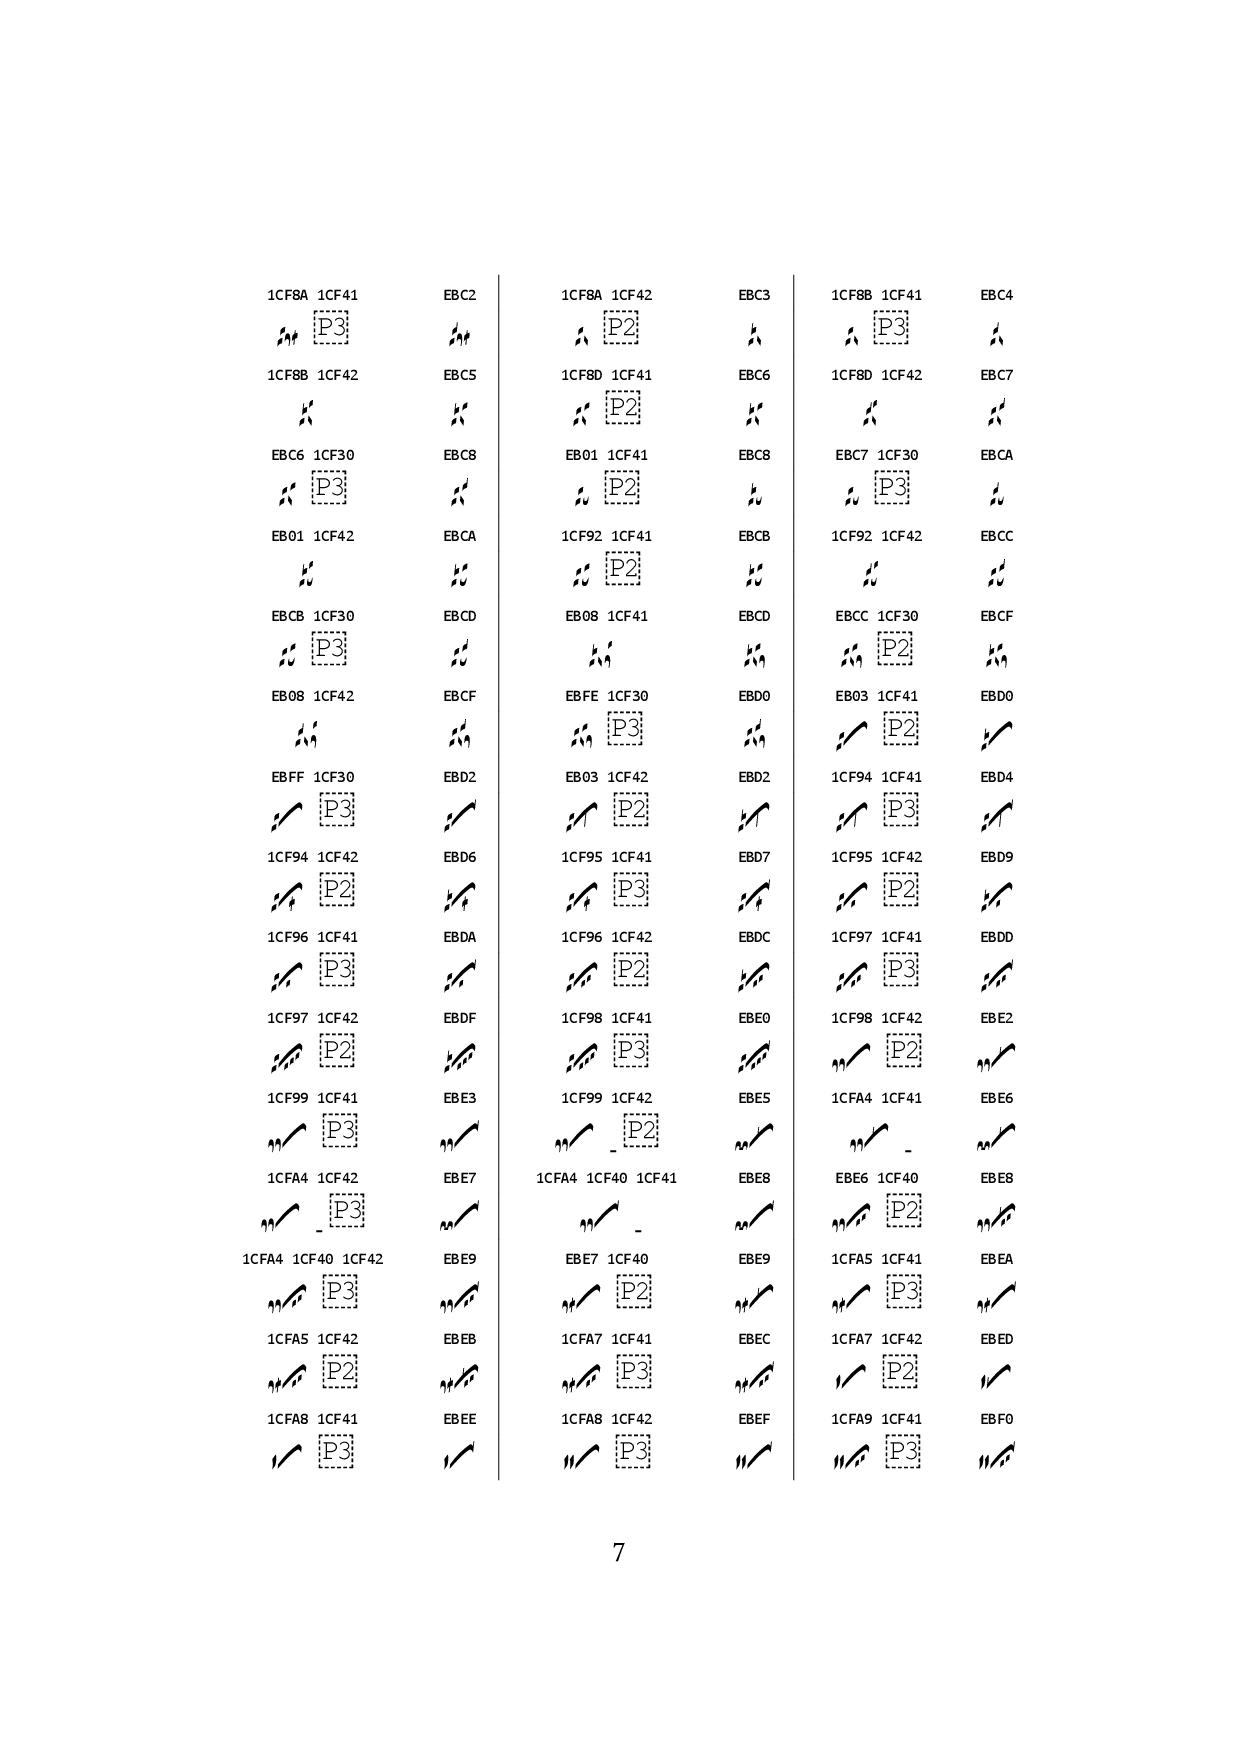 1CF8A 1CF41 EBC2 1CF8A 1CF42 EBC3 1CF8B 1CF41 EBC4
P3 P2 P3
1CF8B 1CF42 EBC5 1CF8D 1CF41 EBC6 1CF8D 1CF42 EBC7
P2
EBC6 1CF30 EBC8 EB01 1CF41 EBC8 EBC7 1CF30 EBCA
P3 P2 P3
EB01 1CF42 EBCA 1CF92 1CF41 EBCB 1CF92 1CF42 EBCC
P2
EBCB 1CF30 EBCD EB08 1CF41 EBCD EBCC 1CF30 EBCF
P3 P2
EB08 1CF42 EBCF EBFE 1CF30 EBD0 EB03 1CF41 EBD0
P3 P2
EBFF 1CF30 EBD2 EB03 1CF42 EBD2 1CF94 1CF41 EBD4
P3 P2 P3
1CF94 1CF42 EBD6 1CF95 1CF41 EBD7 1CF95 1CF42 EBD9
P2 P3 P2
1CF96 1CF41 EBDA 1CF96 1CF42 EBDC 1CF97 1CF41 EBDD
P3 P2 P3
1CF97 1CF42 EBDF 1CF98 1CF41 EBE0 1CF98 1CF42 EBE2
P2 P3 P2
1CF99 1CF41 EBE3 1CF99 1CF42 EBE5 1CFA4 1CF41 EBE6
P3 P2
1CFA4 1CF42 EBE7 1CFA4 1CF40 1CF41 EBE8 EBE6 1CF40 EBE8
P3 P2
1CFA4 1CF40 1CF42 EBE9 EBE7 1CF40 EBE9 1CFA5 1CF41 EBEA
P3 P2 P3
1CFA5 1CF42 EBEB 1CFA7 1CF41 EBEC 1CFA7 1CF42 EBED
P2 P3 P2
1CFA8 1CF41 EBEE 1CFA8 1CF42 EBEF 1CFA9 1CF41 EBF0
P3 P3 P3
7